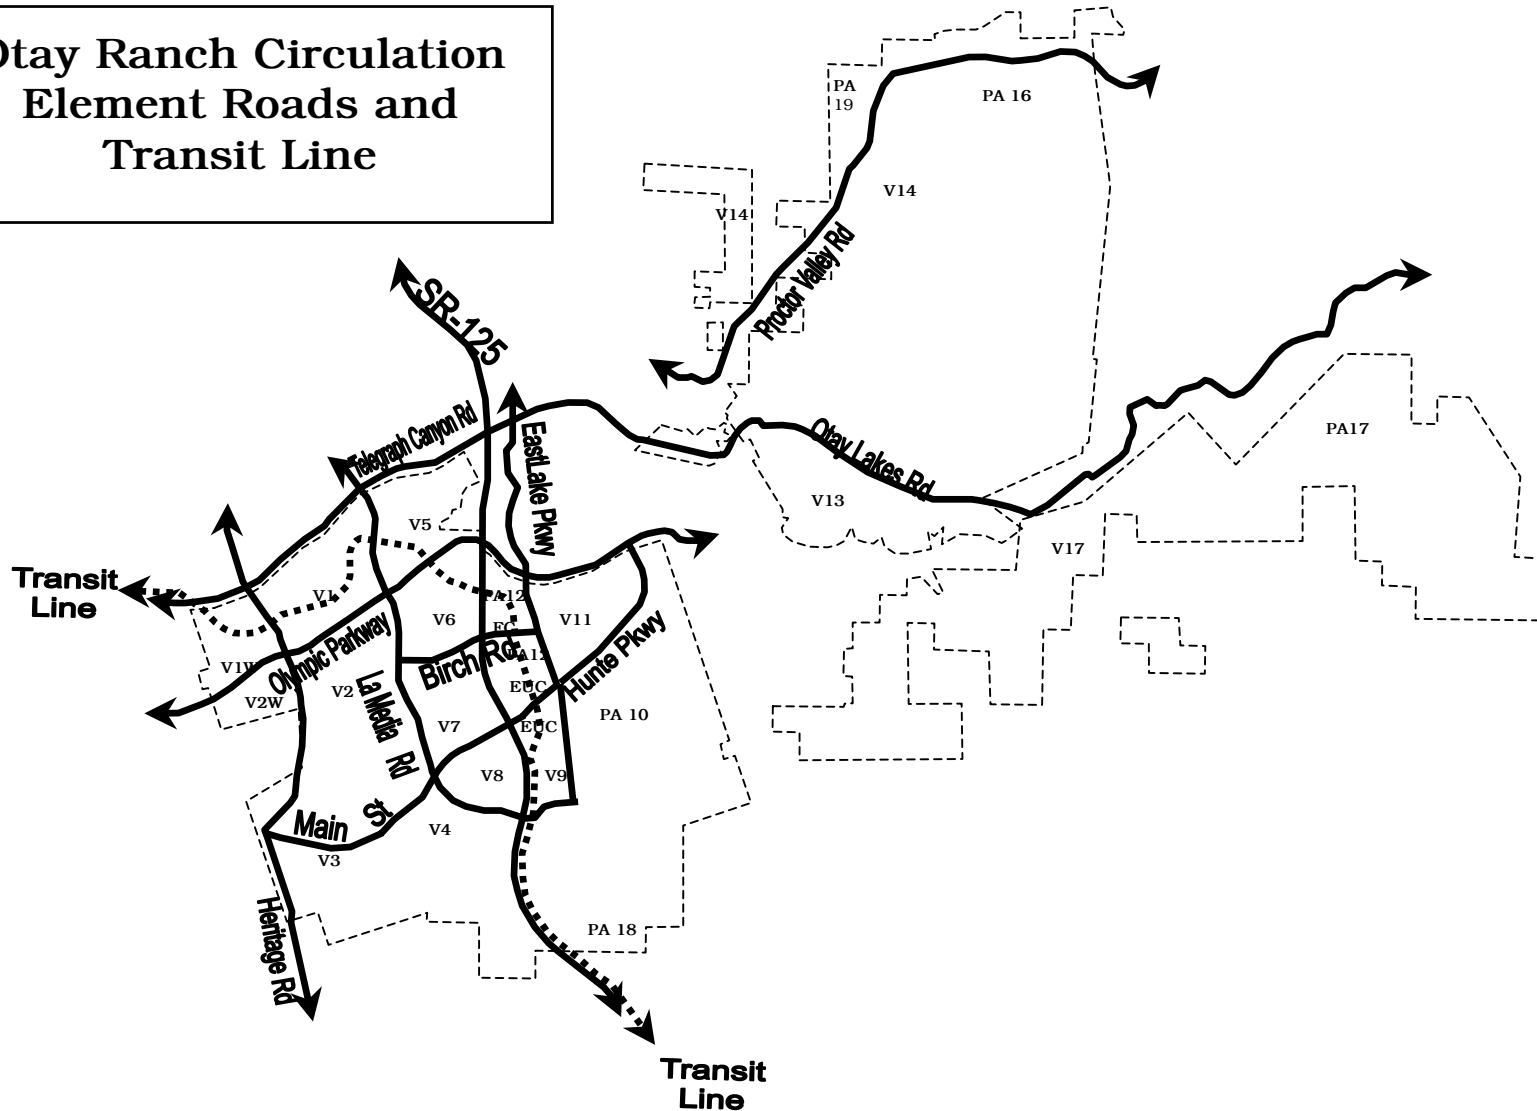 Otay Ranch Circulation
Element Roads and
Transit Line
PA
19
PA 16
V14
V14
Proctor Valley Rd
SR-125
Telegraph Canyon Rd
EastLake Pkwy
Otay Lakes Rd
PA17
V13
V17
V5
Transit
Line
V1
PA12
FC
V6
V11
Olympic Parkway
Birch Rd
PA12
Hunte Pkwy
V1W
V2
V2W
La Media Rd
EUC
EUC
PA 10
V7
V8
V9
Main St
V4
V3
Heritage Rd
PA 18
Transit
Line